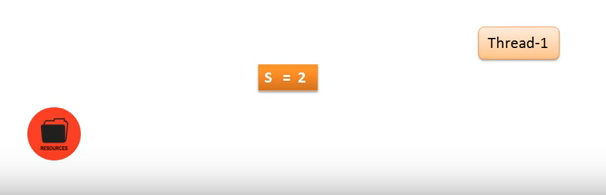 Thread-1
S = 2
RESOURCES